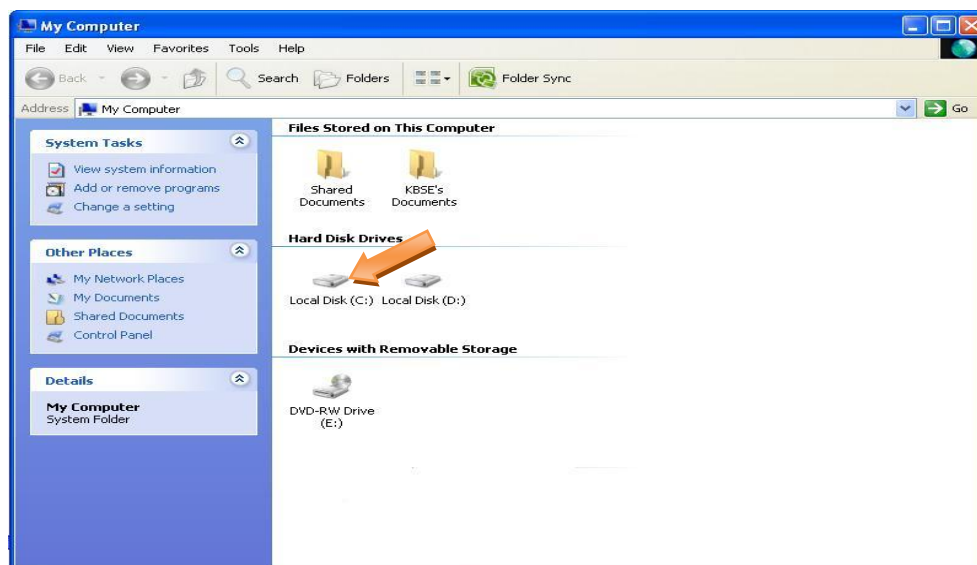 My Computer
File Edit View Favorites Tools Help
Back Search Folders Folder Sync
Address My Computer Go
System Tasks
View system information
Add or remove programs
Change a setting
Other Places
My Network Places
My Documents
Shared Documents
Control Panel
Details
My Computer
System Folder
Files Stored on This Computer
Shared Documents
KBSE's Documents
Hard Disk Drives
Local Disk (C:) Local Disk (D:)
Devices with Removable Storage
DVD-RW Drive
(E:)